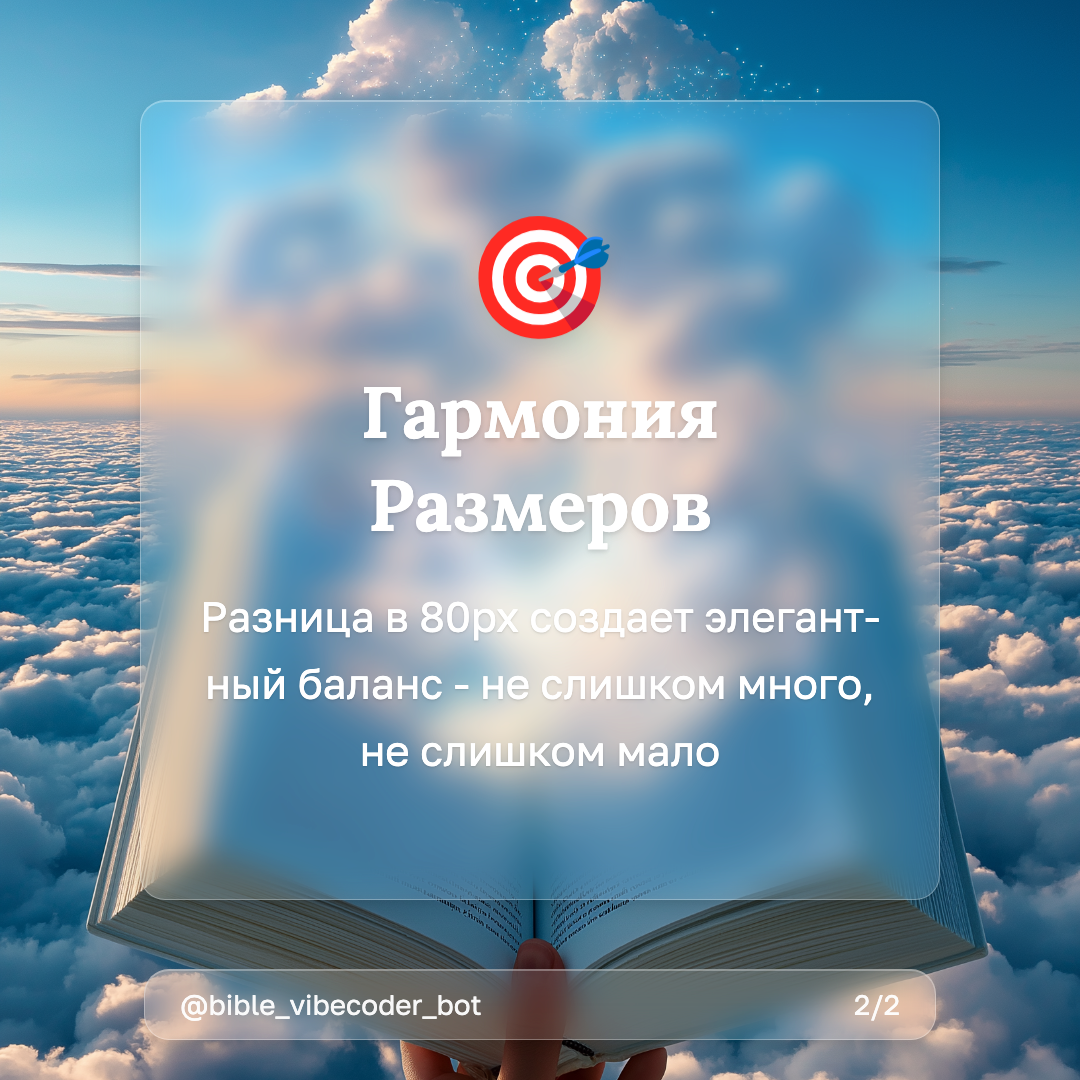 Гармония
Размеров
Разница в 80px создает элегант-
ный баланс - не слишком много,
не слишком мало
@bible_vibecoder_bot
2/2